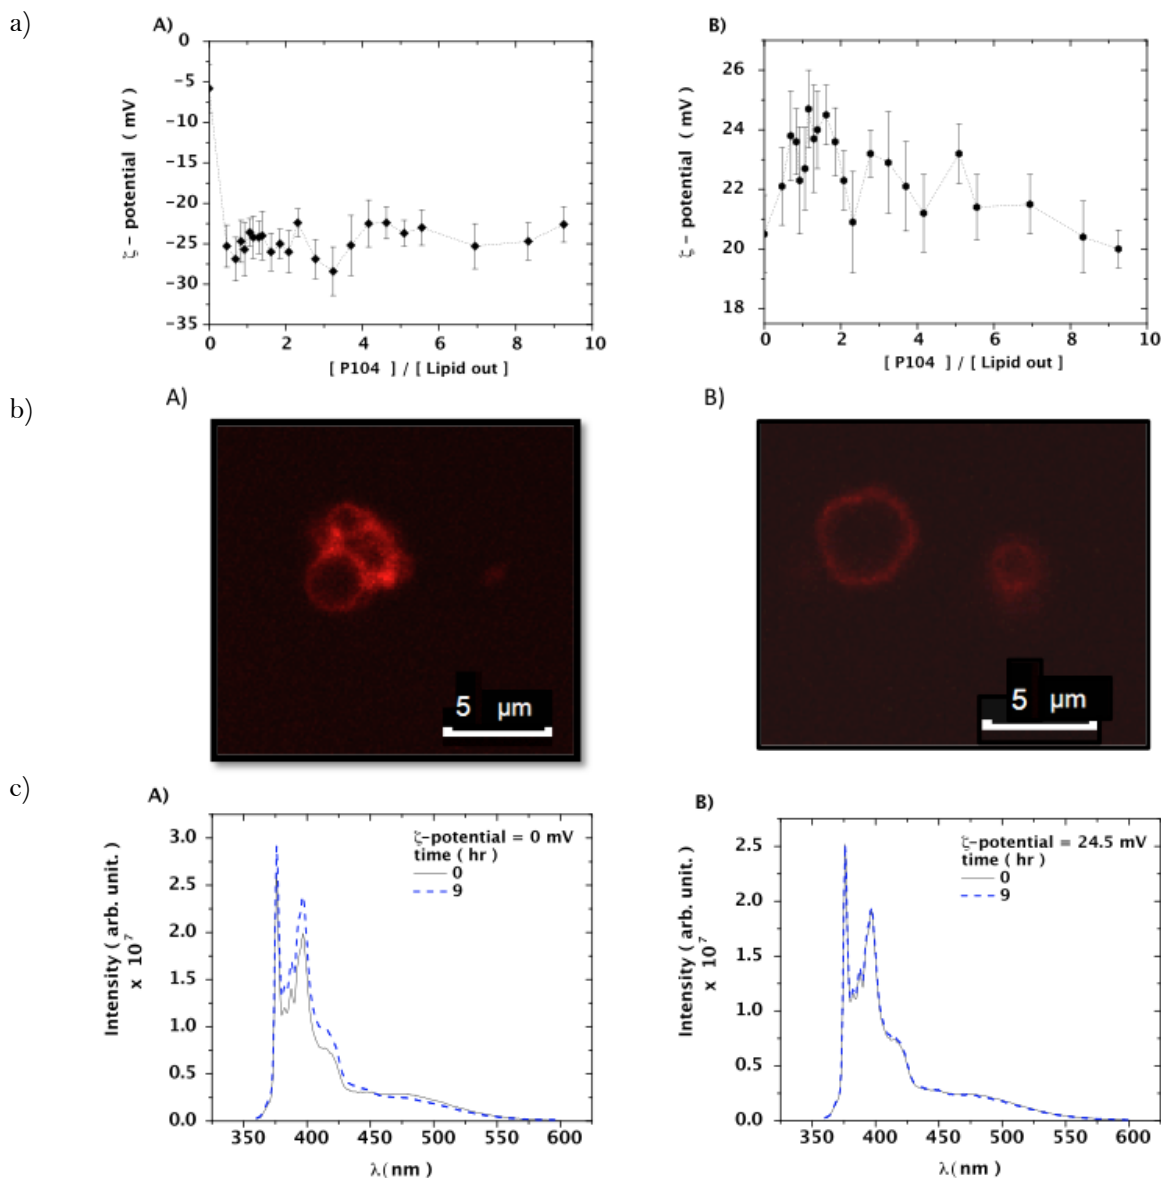 a)
A)
ζ - potential ( mV )
0
−5
−10
−15
−20
−25
−30
−35
0 2 4 6 8 10
[ P104 ] / [ Lipid out ]
B)
ζ - potential ( mV )
26
24
22
20
18
0 2 4 6 8 10
[ P104 ] / [ Lipid out ]
b)
A)
5 μm
B)
5 μm
c)
A)
Intensity ( arb. unit. )
x 10⁷
3.0
2.5
2.0
1.5
1.0
0.5
0.0
ζ-potential = 0 mV
time ( hr )
0
9
350 400 450 500 550 600
λ( nm )
B)
Intensity ( arb. unit. )
x 10⁷
2.5
2.0
1.5
1.0
0.5
0.0
ζ-potential = 24.5 mV
time ( hr )
0
9
350 400 450 500 550 600
λ( nm )